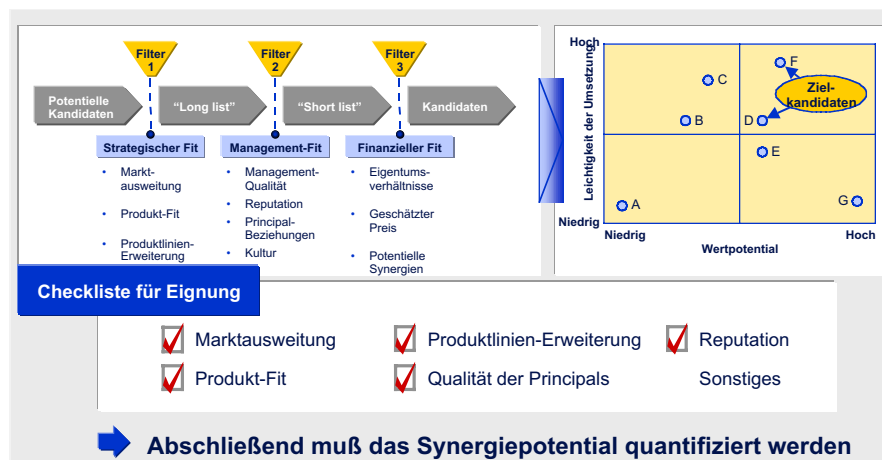 Filter
1
Filter
2
Filter
3
Potentielle
Kandidaten
“Long list”
“Short list”
Kandidaten
Strategischer Fit
• Markt-
ausweitung
• Produkt-Fit
• Produktlinien-
Erweiterung
Management-Fit
• Management-
Qualität
• Reputation
• Principal-
Beziehungen
• Kultur
Finanzieller Fit
• Eigentums-
verhältnisse
• Geschätzter
Preis
• Potentielle
Synergien
Hoch
Leichtigkeit der Umsetzung
Niedrig
F
C
Ziel-
kandidaten
B
D
E
A
G
Niedrig
Hoch
Wertpotential
Checkliste für Eignung
Marktausweitung
Produktlinien-Erweiterung
Reputation
Produkt-Fit
Qualität der Principals
Sonstiges
Abschließend muß das Synergiepotential quantifiziert werden